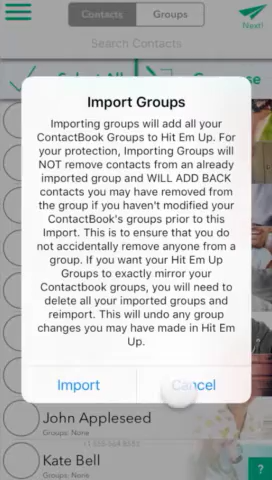 Contacts Groups
Next!
Search Contacts
Import Groups
Importing groups will add all your
ContactBook Groups to Hit Em Up. For
your protection, Importing Groups will
NOT remove contacts from an already
imported group and WILL ADD BACK
contacts you may have removed from
the group if you haven't modified your
ContactBook's groups prior to this
Import. This is to ensure that you do
not accidentally remove anyone from a
group. If you want your Hit Em Up
Groups to exactly mirror your
Contactbook groups, you will need to
delete all your imported groups and
reimport. This will undo any group
changes you may have made in Hit Em
Up.
Import Cancel
John Appleseed
Groups: None
Kate Bell
Groups: None
?